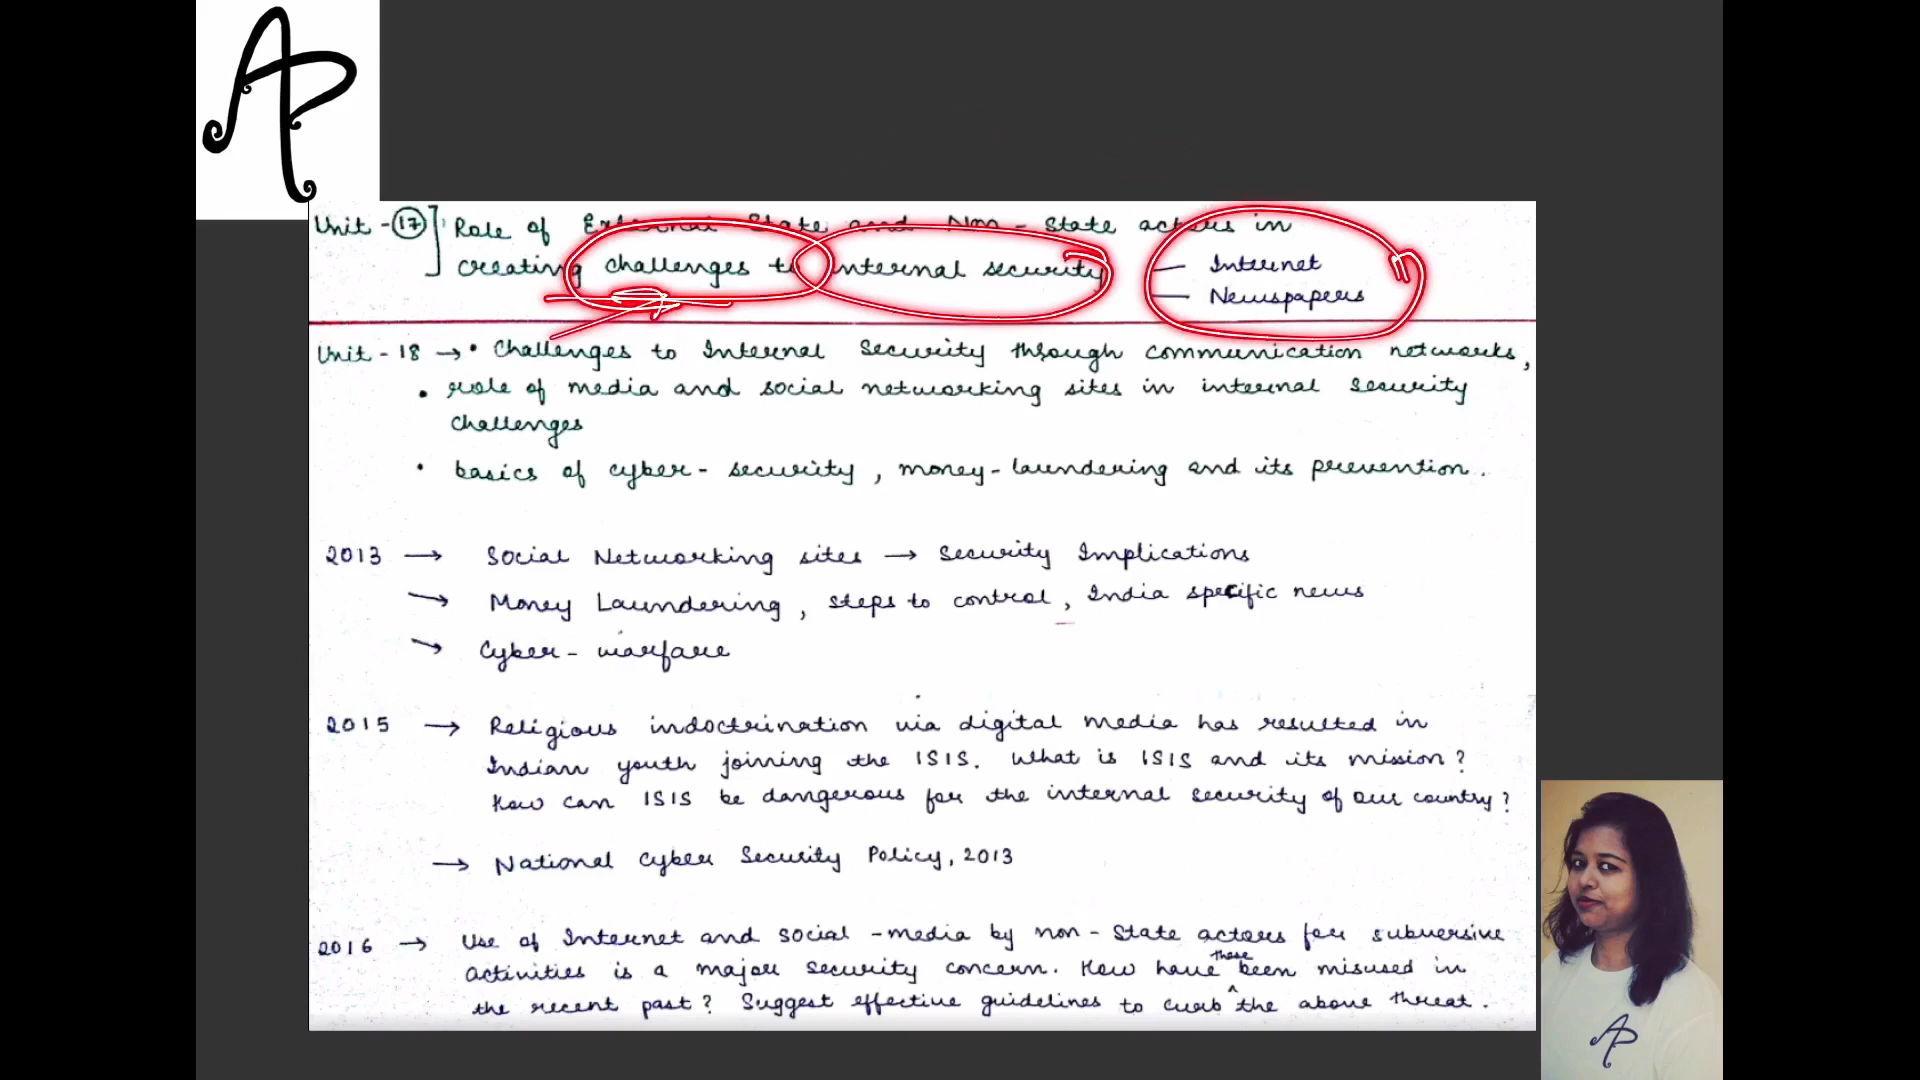 AP
Unit - 17 Role of External State and Non - State actors in
creating challenges to internal security
— Internet
— Newspapers
Unit - 18 → • Challenges to Internal Security through communication networks,
• role of media and social networking sites in internal security
challenges
• basics of cyber - security, money - laundering and its prevention.
2013 → Social Networking sites → Security Implications
→ Money Laundering, steps to control, India specific news
→ Cyber - warfare
2015 → Religious indoctrination via digital media has resulted in
Indian youth joining the ISIS. What is ISIS and its mission?
How can ISIS be dangerous for the internal security of our country?
→ National Cyber Security Policy, 2013
2016 → Use of Internet and social - media by non - State actors for subversive
activities is a major security concern. How have these been misused in
the recent past? Suggest effective guidelines to curb ^ the above threat.
AP